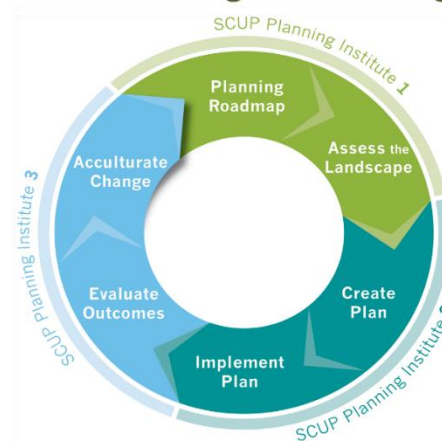 SCUP Planning Institute 1
Planning
Roadmap
Assess the
Landscape
Create
Plan
SCUP Planning Institute
Implement
Plan
Evaluate
Outcomes
Acculturate
Change
SCUP Planning Institute 3